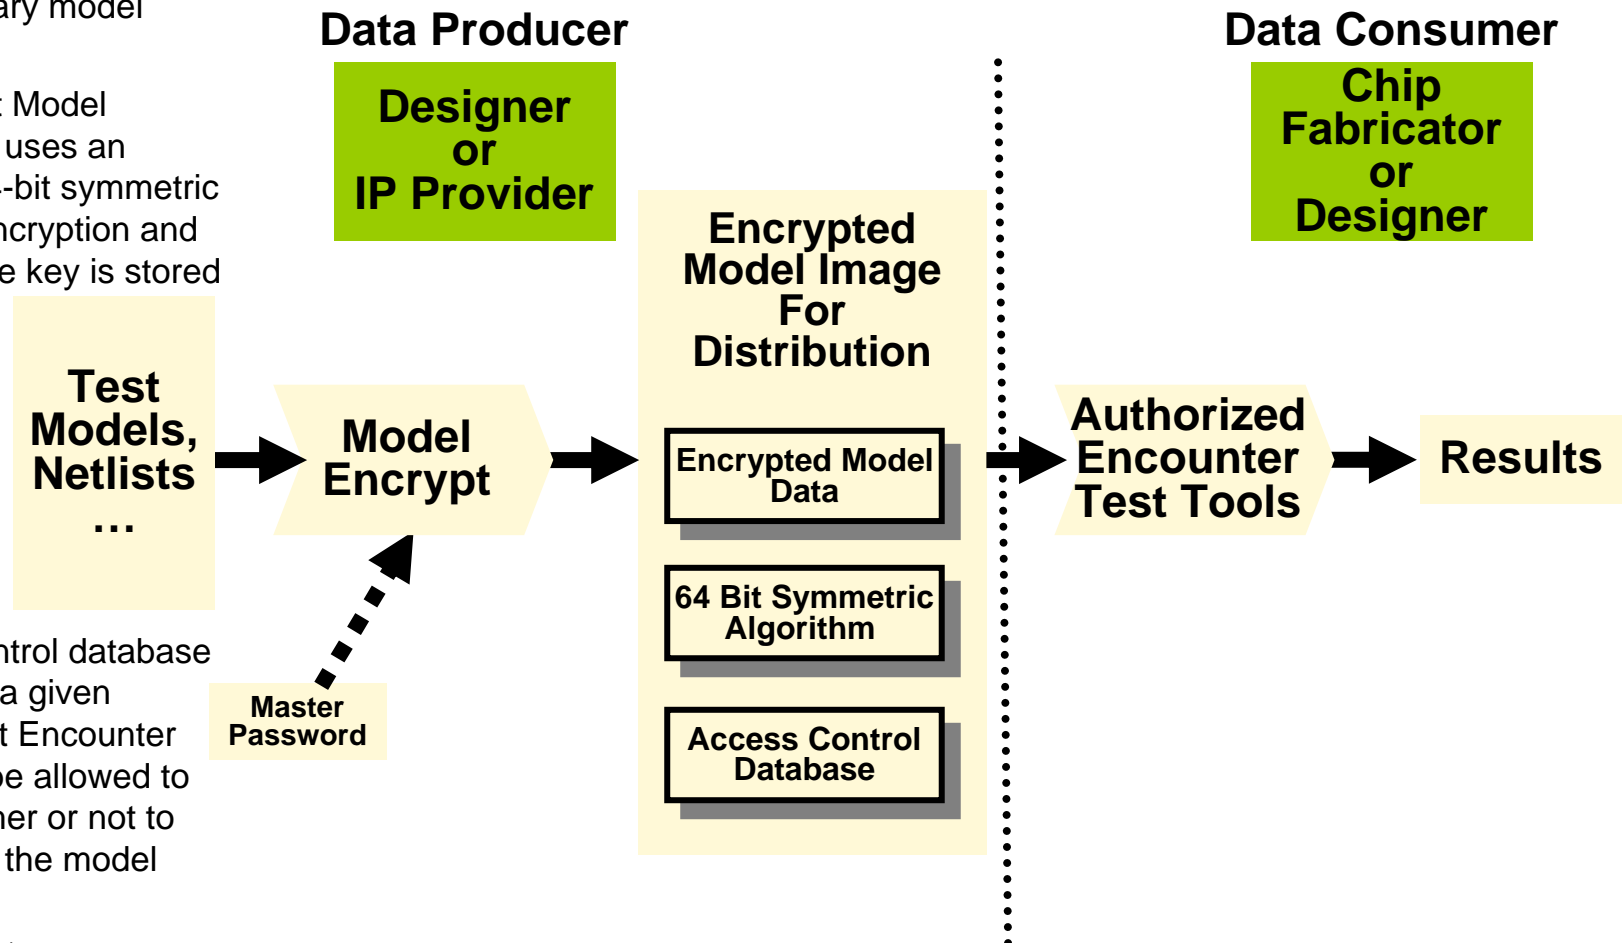 ary model
t Model
uses an
-bit symmetric
ncryption and
e key is stored
ntrol database
a given
t Encounter
be allowed to
her or not to
the model
Data Producer
Designer
or
IP Provider
Data Consumer
Chip
Fabricator
or
Designer
Test
Models,
Netlists
…
Model
Encrypt
Master
Password
Encrypted
Model Image
For
Distribution
Encrypted Model
Data
64 Bit Symmetric
Algorithm
Access Control
Database
Authorized
Encounter
Test Tools
Results